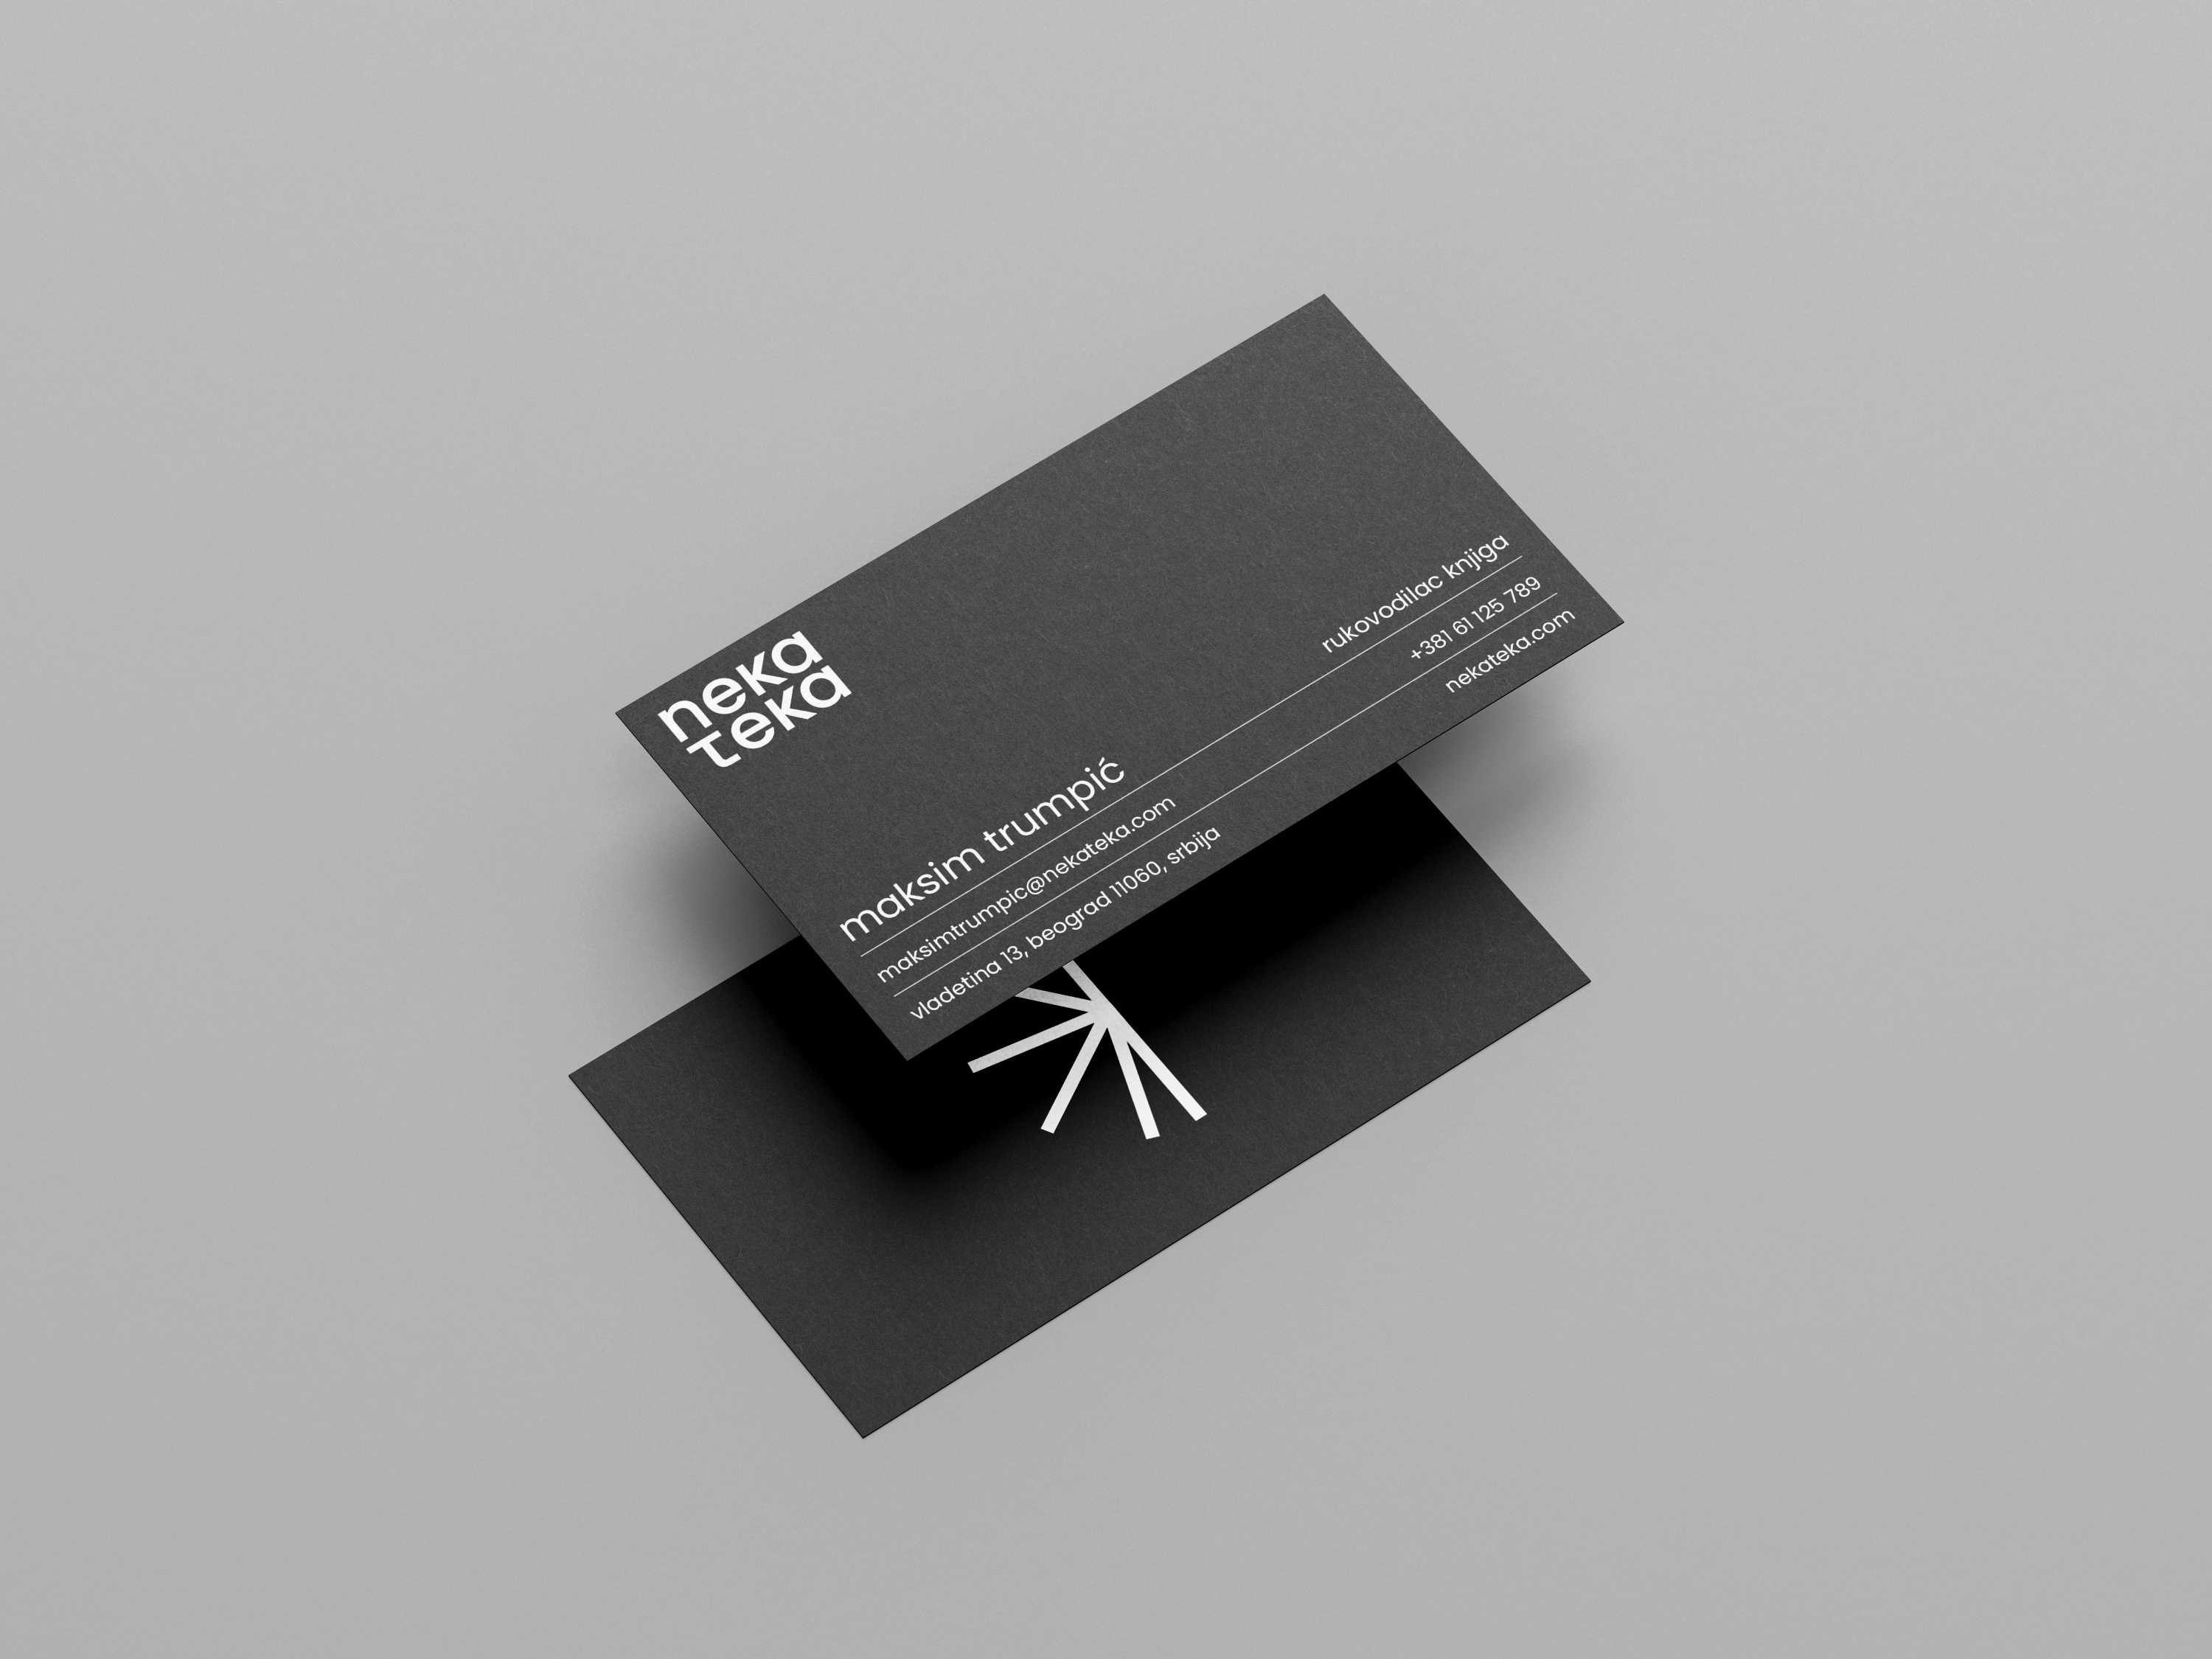 neka
teka
maksim trumpić rukovodilac knjiga
maksimtrumpic@nekateka.com +381 61 125 789
vladetina 13, beograd 11060, srbija nekateka.com